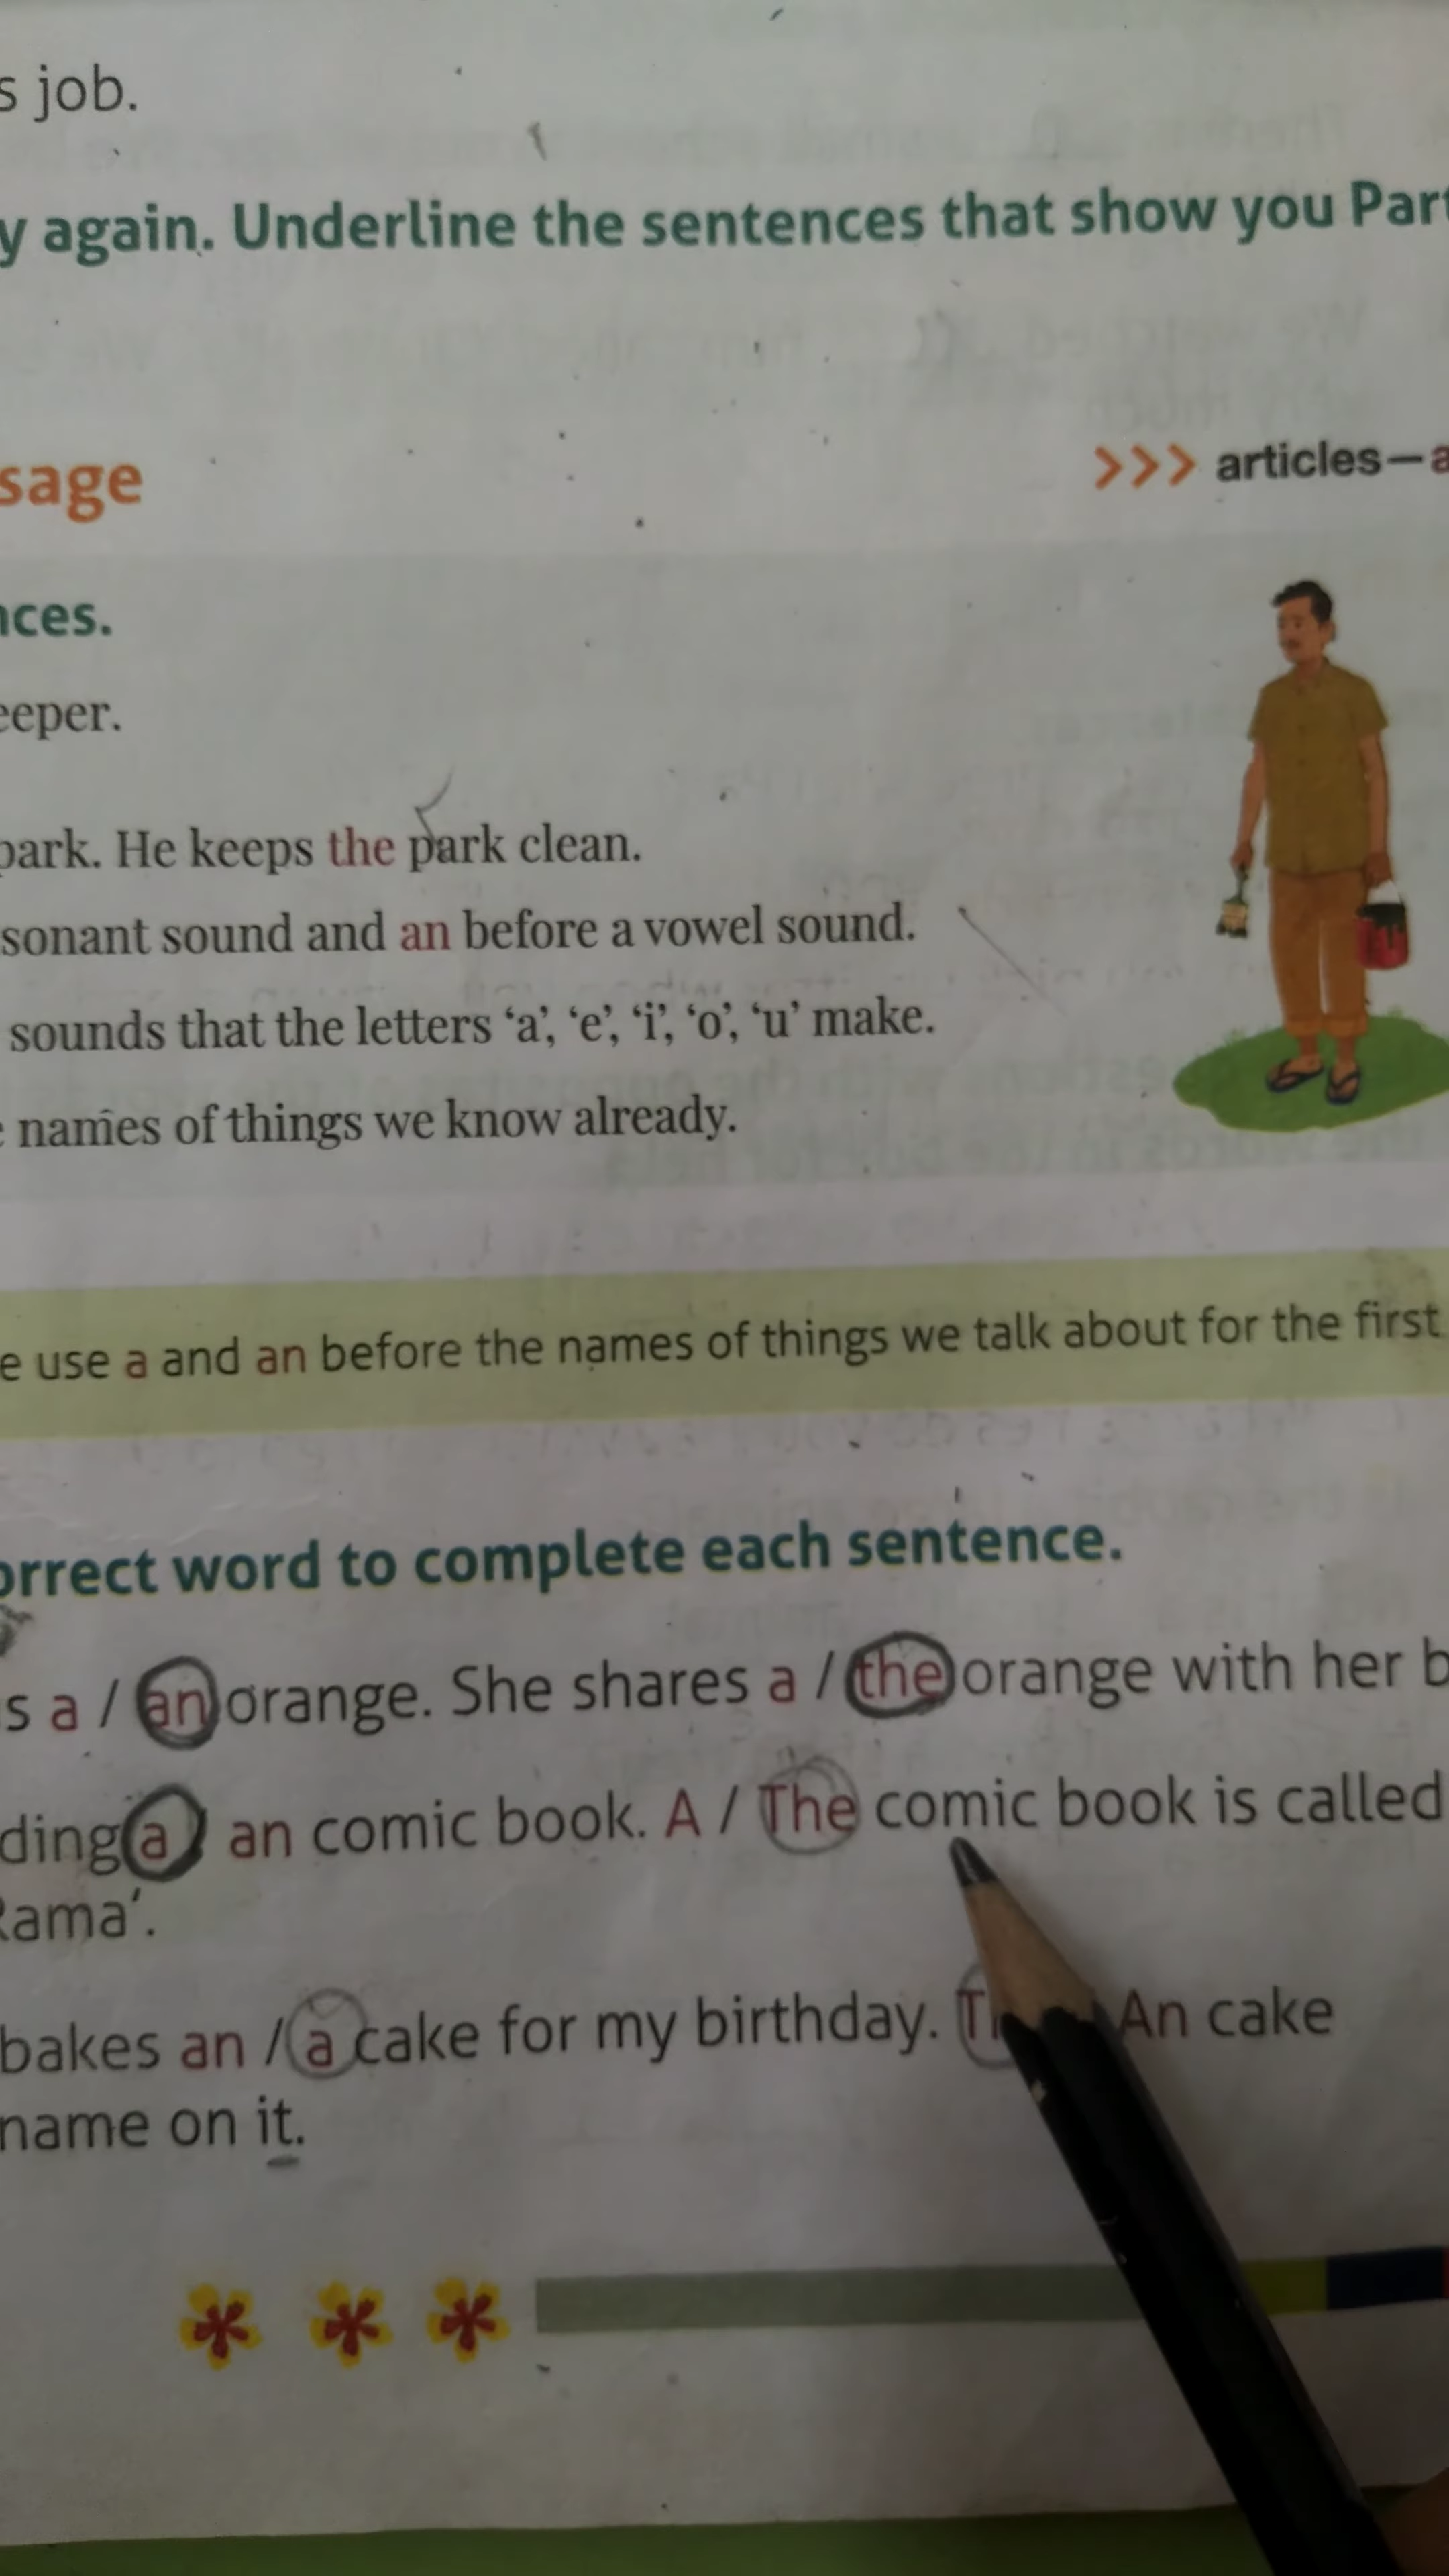 s job.
y again. Underline the sentences that show you
sage
>>> articles—a
nces.
eeper.
park. He keeps the park clean.
sonant sound and an before a vowel sound.
sounds that the letters ‘a’, ‘e’, ‘i’, ‘o’, ‘u’ make.
e names of things we know already.
e use a and an before the names of things we talk about for the first
orrect word to complete each sentence.
s a / an orange. She shares a / the orange with her b
ding a / an comic book. A / The comic book is called
Rama’.
bakes an / a cake for my birthday. An cake
name on it.